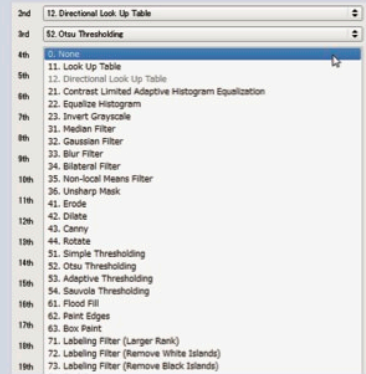 2nd 12. Directional Look Up Table
3rd 52. Otsu Thresholding
4th 0. None
11. Look Up Table
5th 12. Directional Look Up Table
6th 21. Contrast Limited Adaptive Histogram Equalization
22. Equalize Histogram
7th 23. Invert Grayscale
31. Median Filter
8th 32. Gaussian Filter
9th 33. Blur Filter
34. Bilateral Filter
10th 35. Non-local Means Filter
36. Unsharp Mask
11th 41. Erode
12th 42. Dilate
43. Canny
13th 44. Rotate
51. Simple Thresholding
14th 52. Otsu Thresholding
15th 53. Adaptive Thresholding
54. Sauvola Thresholding
16th 61. Flood Fill
62. Paint Edges
17th 63. Box Paint
18th 71. Labeling Filter (Larger Rank)
72. Labeling Filter (Remove White Islands)
19th 73. Labeling Filter (Remove Black Islands)